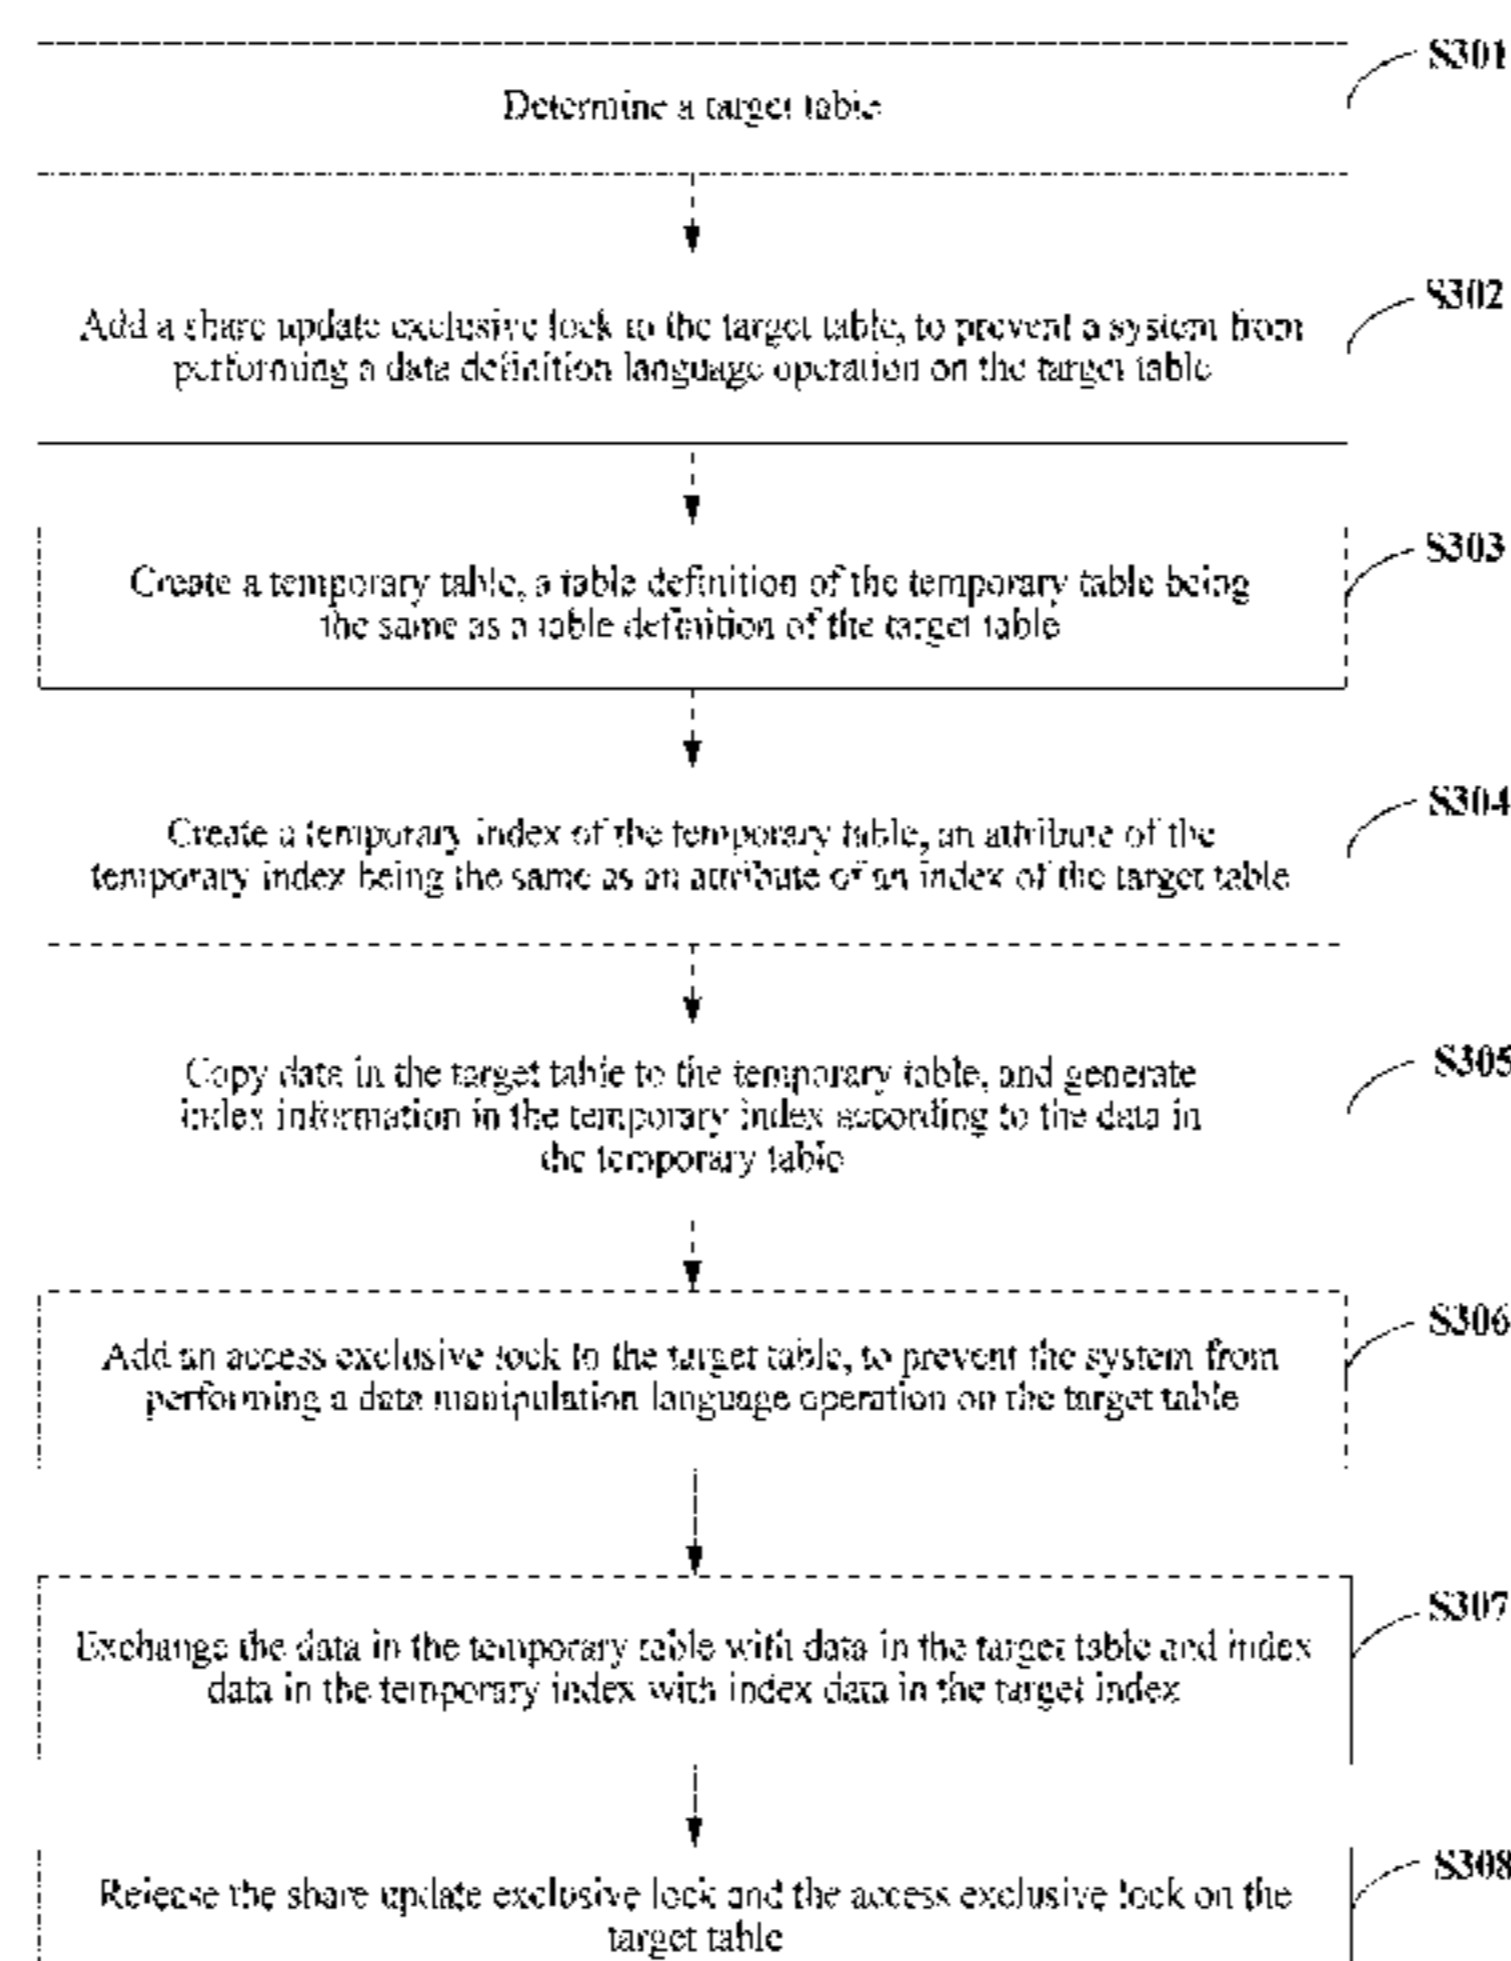 S301
Determine a target table
S302
Add a share update exclusive lock to the target table, to prevent a system from
performing a data definition language operation on the target table
S303
Create a temporary table, a table definition of the temporary table being
the same as a table definition of the target table
S304
Create a temporary index of the temporary table, an attribute of the
temporary index being the same as an attribute of an index of the target table
S305
Copy data in the target table to the temporary table, and generate
index information in the temporary index according to the data in
the temporary table
S306
Add an access exclusive lock to the target table, to prevent the system from
performing a data manipulation language operation on the target table
S307
Exchange the data in the temporary table with data in the target table and index
data in the temporary index with index data in the target index
S308
Release the share update exclusive lock and the access exclusive lock on the
target table